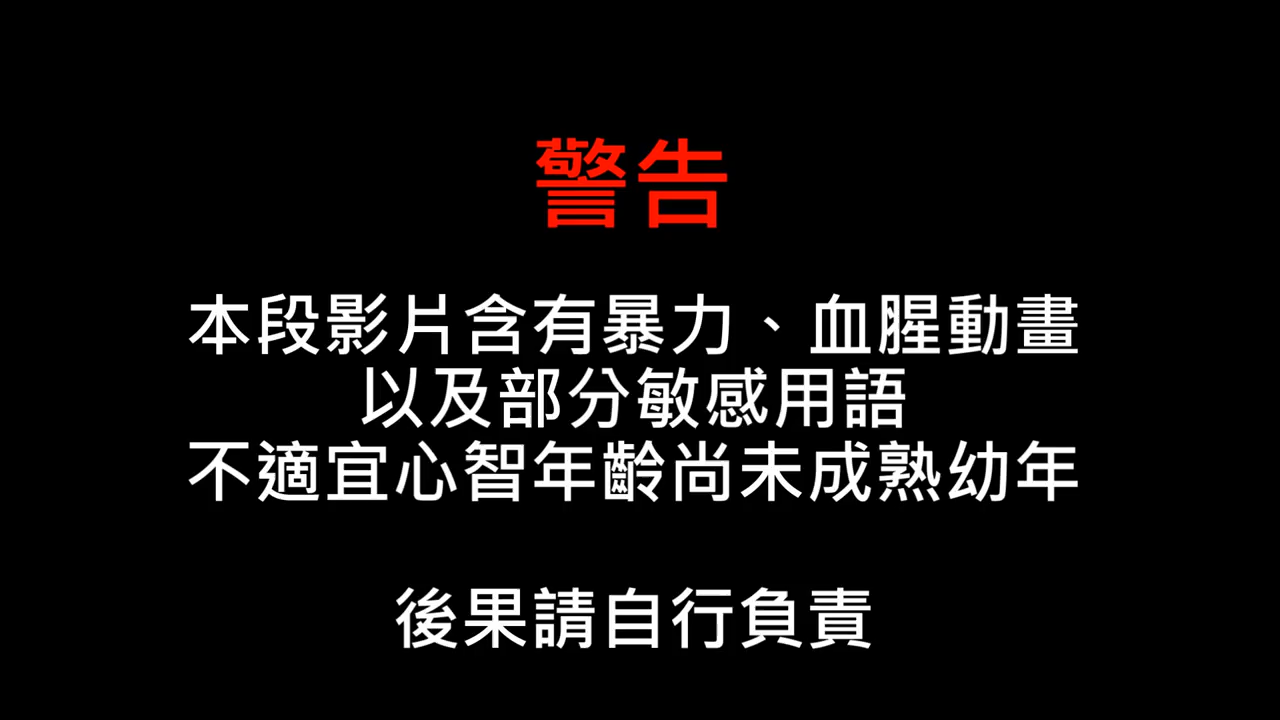 警告
本段影片含有暴力、血腥動畫
以及部分敏感用語
不適宜心智年齡尚未成熟幼年
後果請自行負責